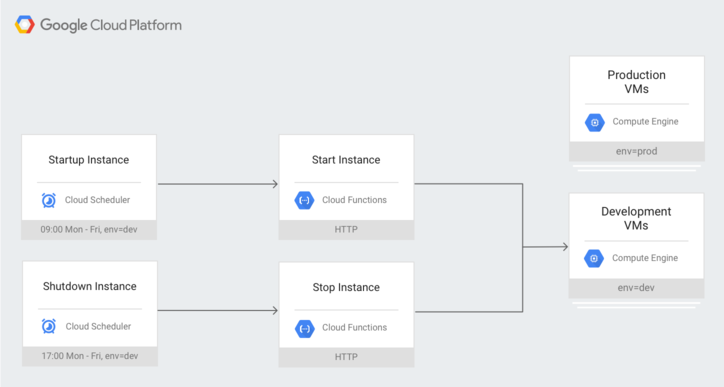 Google Cloud Platform
Production
VMs
Compute Engine
env=prod
Startup Instance
Cloud Scheduler
09:00 Mon - Fri, env=dev
Start Instance
Cloud Functions
HTTP
Development
VMs
Compute Engine
env=dev
Shutdown Instance
Cloud Scheduler
17:00 Mon - Fri, env=dev
Stop Instance
Cloud Functions
HTTP